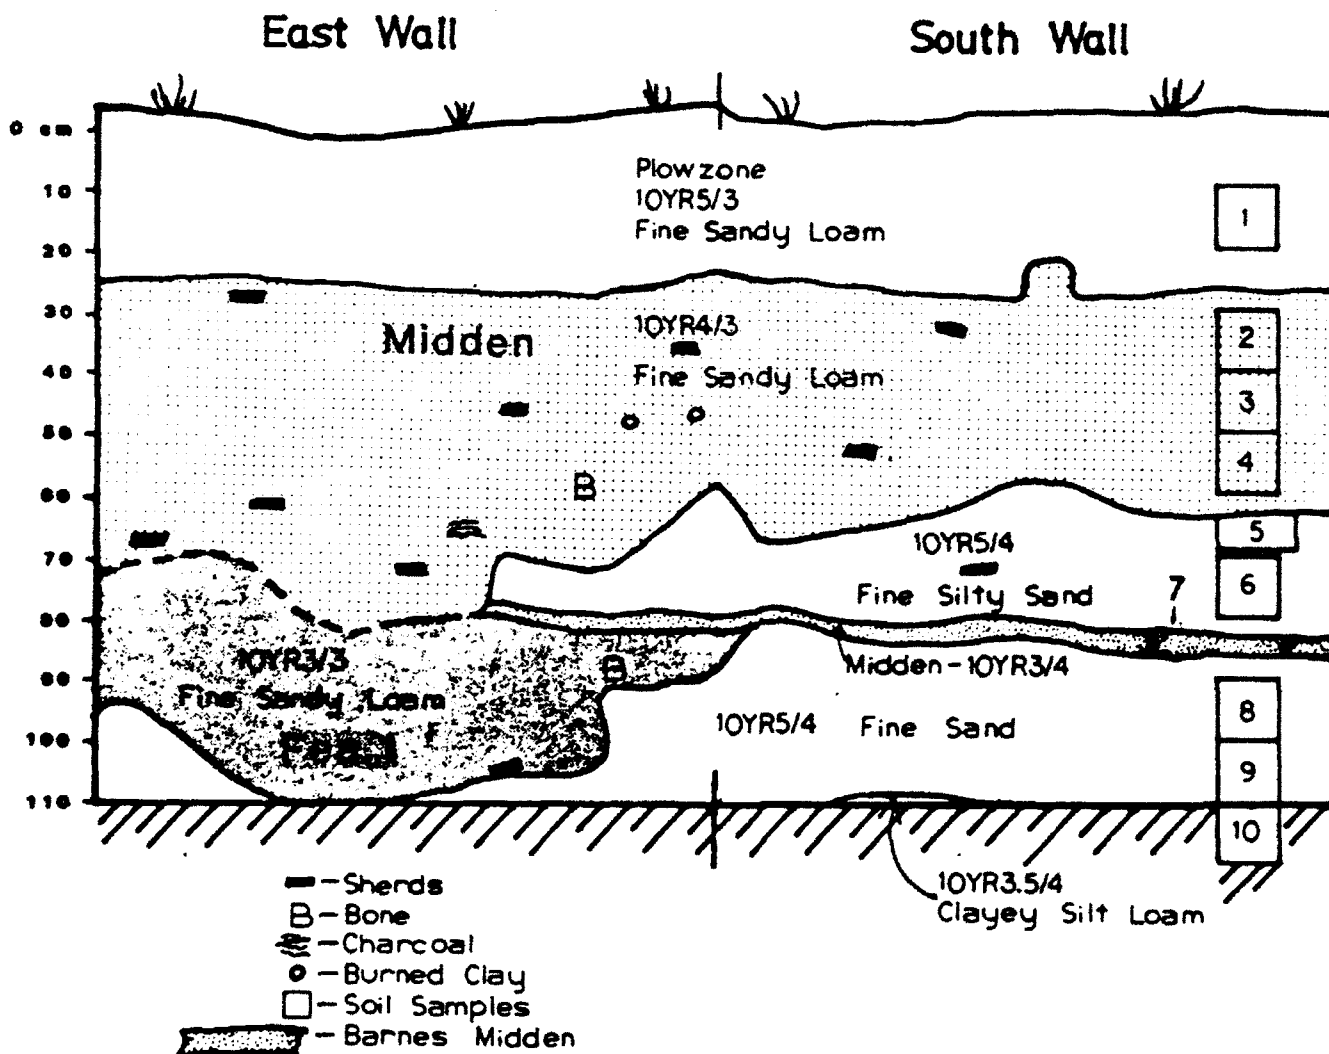 East Wall
South Wall
0 cm
10
20
30
40
50
60
70
80
90
100
110
Plowzone
10YR5/3
Fine Sandy Loam
1
Midden
10YR4/3
Fine Sandy Loam
2
3
4
5
6
10YR5/4
Fine Silty Sand
7
B
10YR3/3
Fine Sandy Loam
B
Midden-10YR3/4
10YR5/4 Fine Sand
8
9
10
10YR3.5/4
Clayey Silt Loam
-Sherds
B-Bone
-Charcoal
-Burned Clay
-Soil Samples
-Barnes Midden